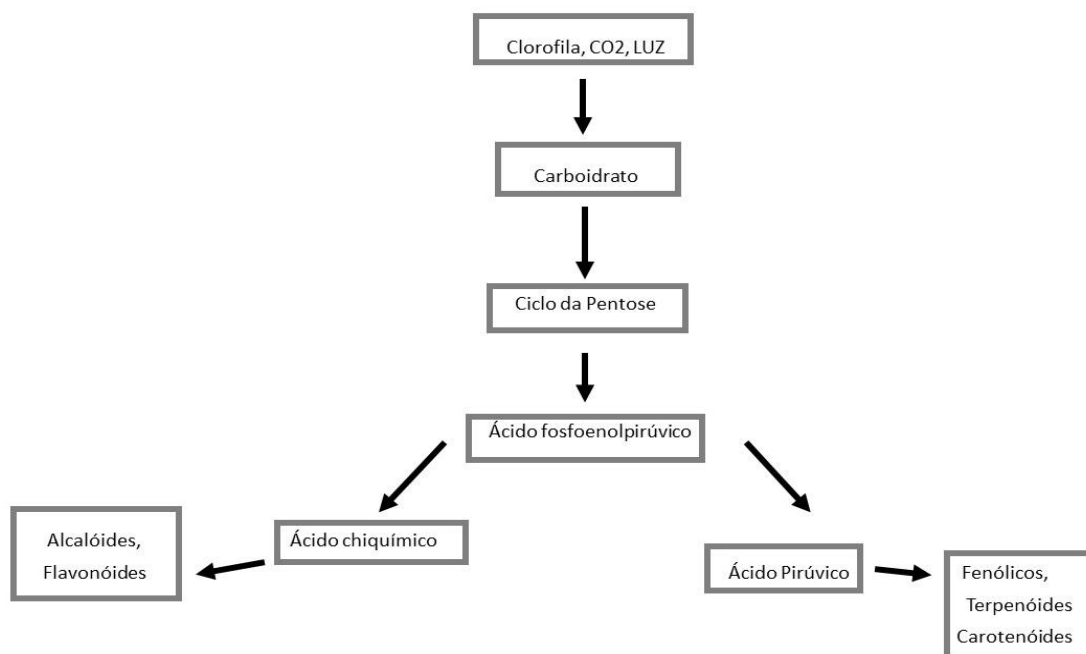 Clorofila, CO2, LUZ
Carboidrato
Ciclo da Pentose
Ácido fosfoenolpirúvico
Alcalóides,
Flavonóides
Ácido chiquímico
Ácido Pirúvico
Fenólicos,
Terpenóides
Carotenóides